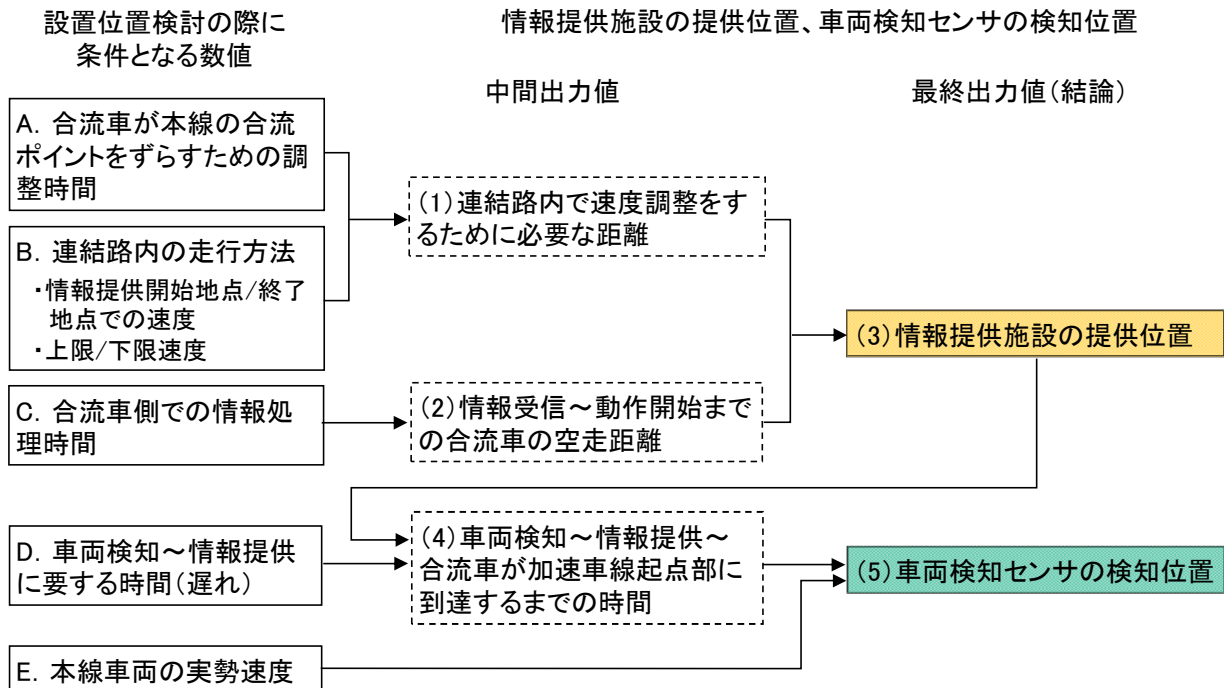 設置位置検討の際に
条件となる数値
情報提供施設の提供位置、車両検知センサの検知位置
中間出力値
最終出力値(結論)
A. 合流車が本線の合流
ポイントをずらすための調
整時間
B. 連結路内の走行方法
・情報提供開始地点/終了
地点での速度
・上限/下限速度
C. 合流車側での情報処
理時間
D. 車両検知~情報提供
に要する時間(遅れ)
E. 本線車両の実勢速度
(1)連結路内で速度調整をす
るために必要な距離
(2)情報受信~動作開始まで
の合流車の空走距離
(3)情報提供施設の提供位置
(4)車両検知~情報提供~
合流車が加速車線起点部に
到達するまでの時間
(5)車両検知センサの検知位置